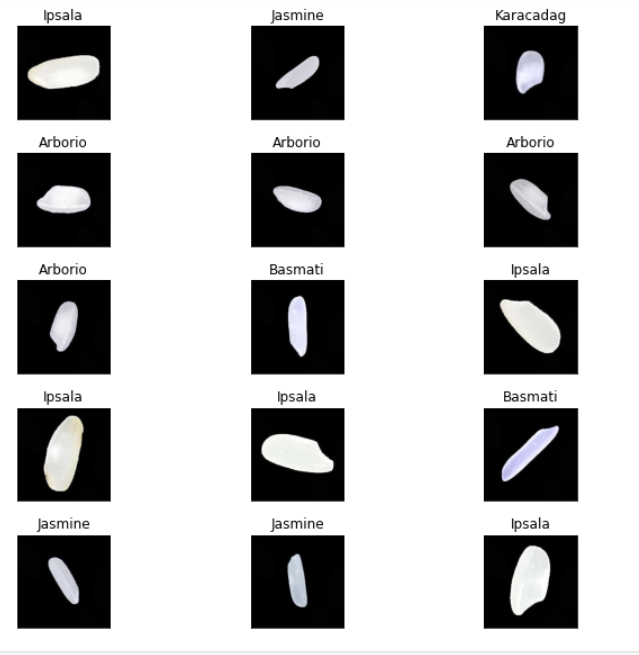 Ipsala Jasmine Karacadag
Arborio Arborio Arborio
Arborio Basmati Ipsala
Ipsala Ipsala Basmati
Jasmine Jasmine Ipsala